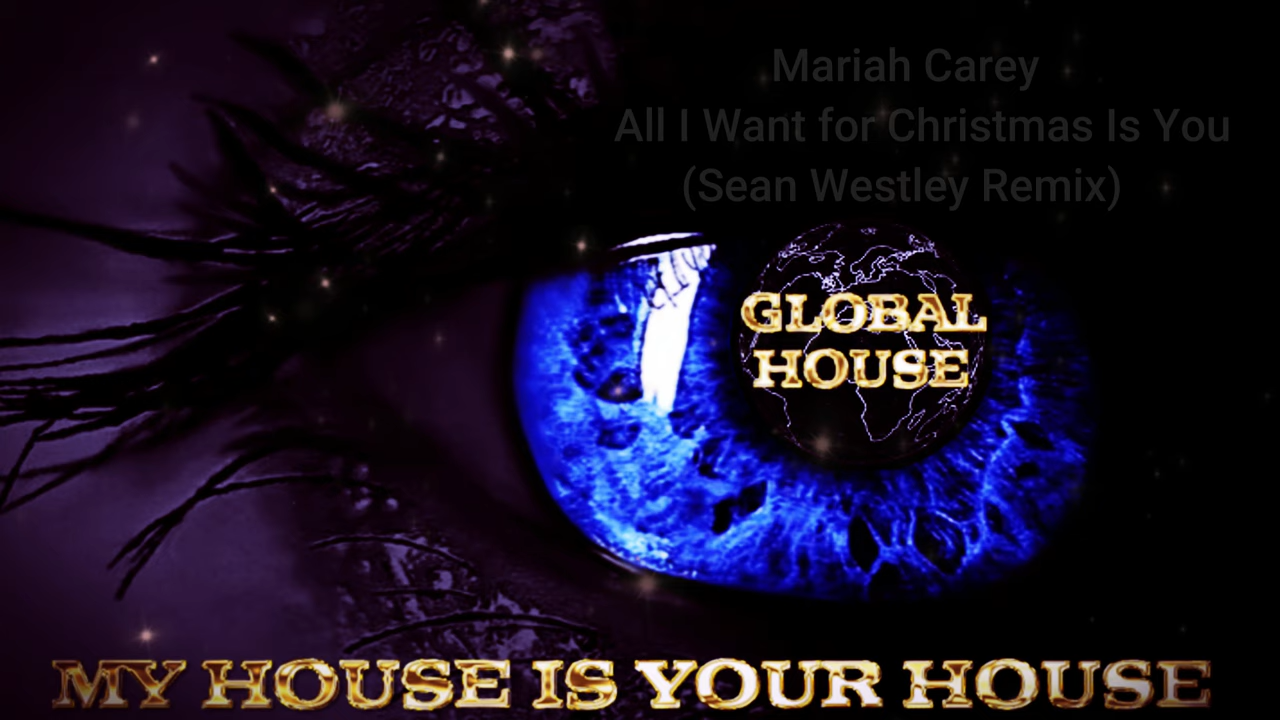 Mariah Carey
All I Want for Christmas Is You
(Sean Westley Remix)
GLOBAL
HOUSE
MY HOUSE IS YOUR HOUSE